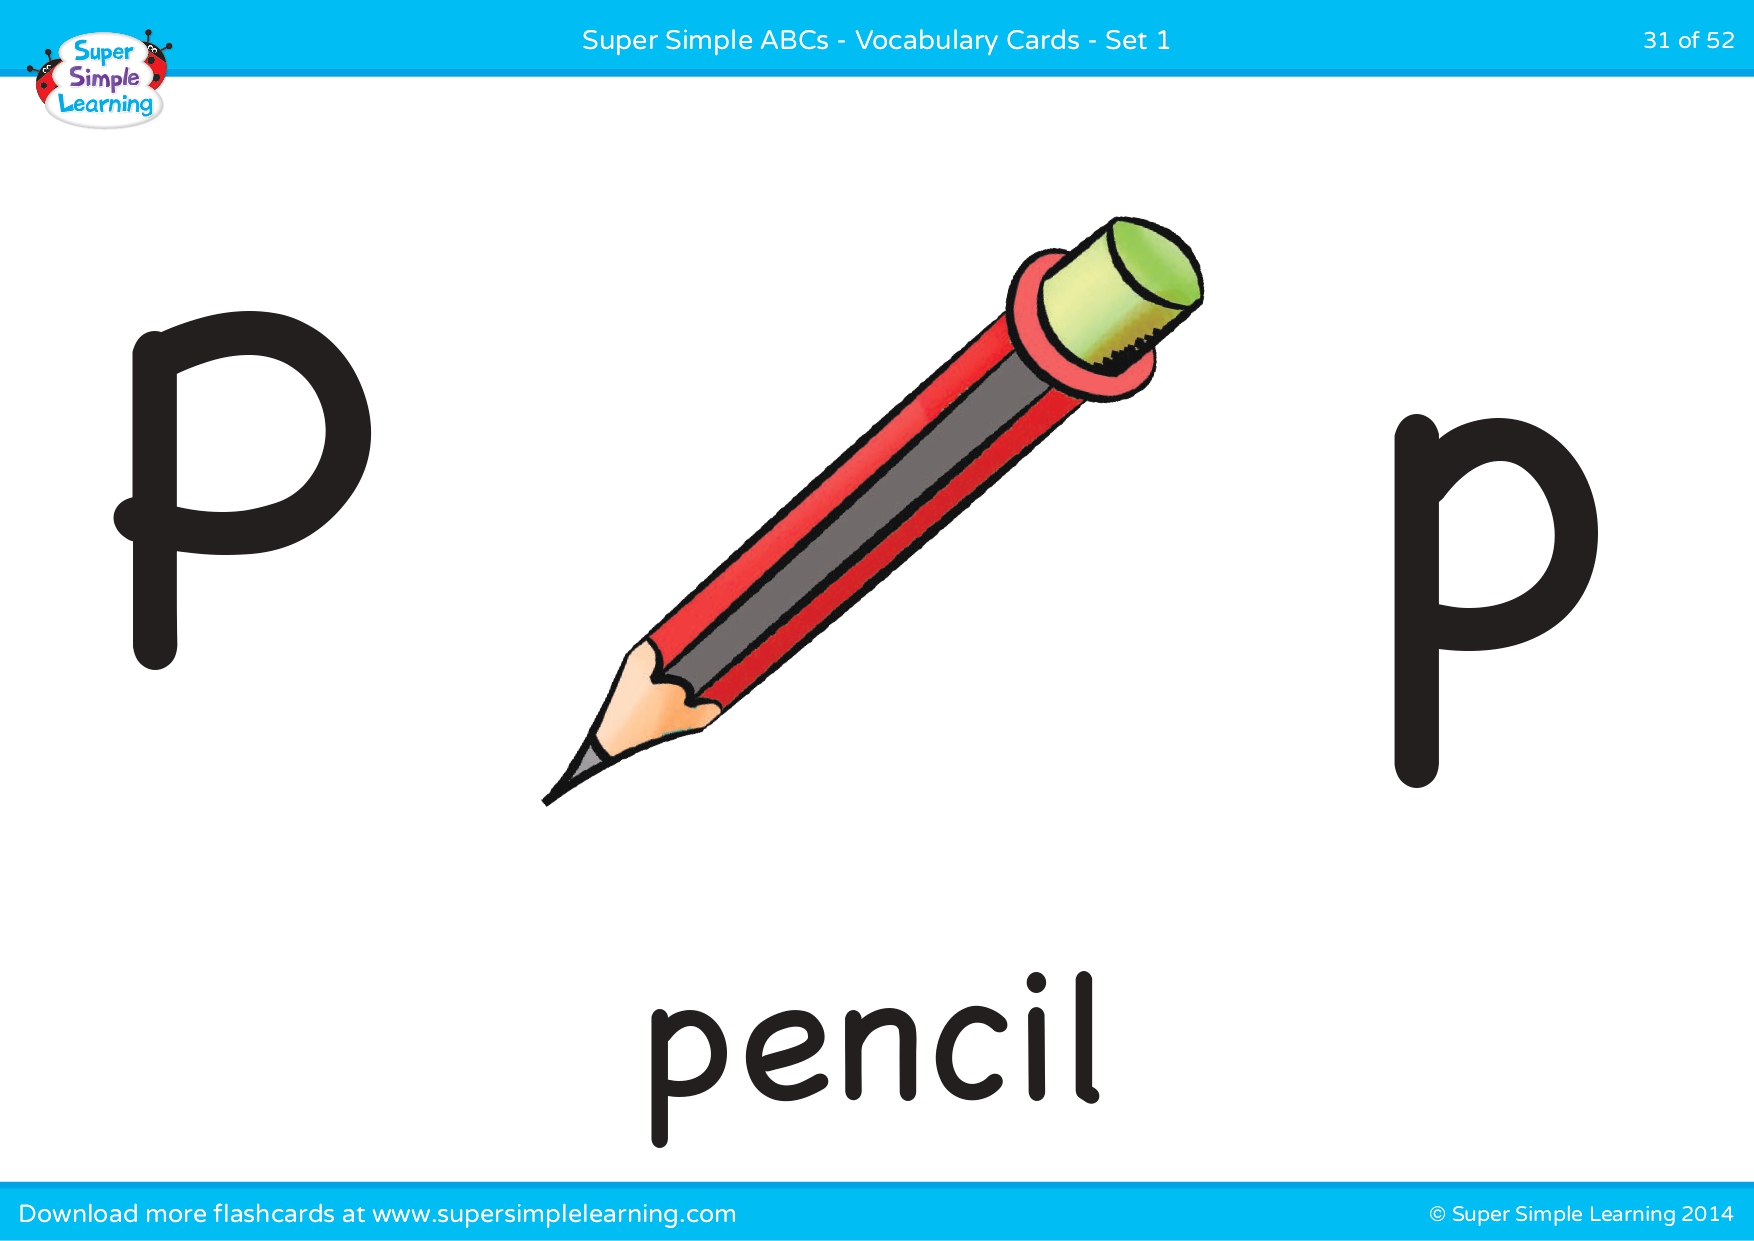 Super Simple ABCs - Vocabulary Cards - Set 1
31 of 52
Super
Simple
Learning
P
p
pencil
Download more flashcards at www.supersimplelearning.com
© Super Simple Learning 2014